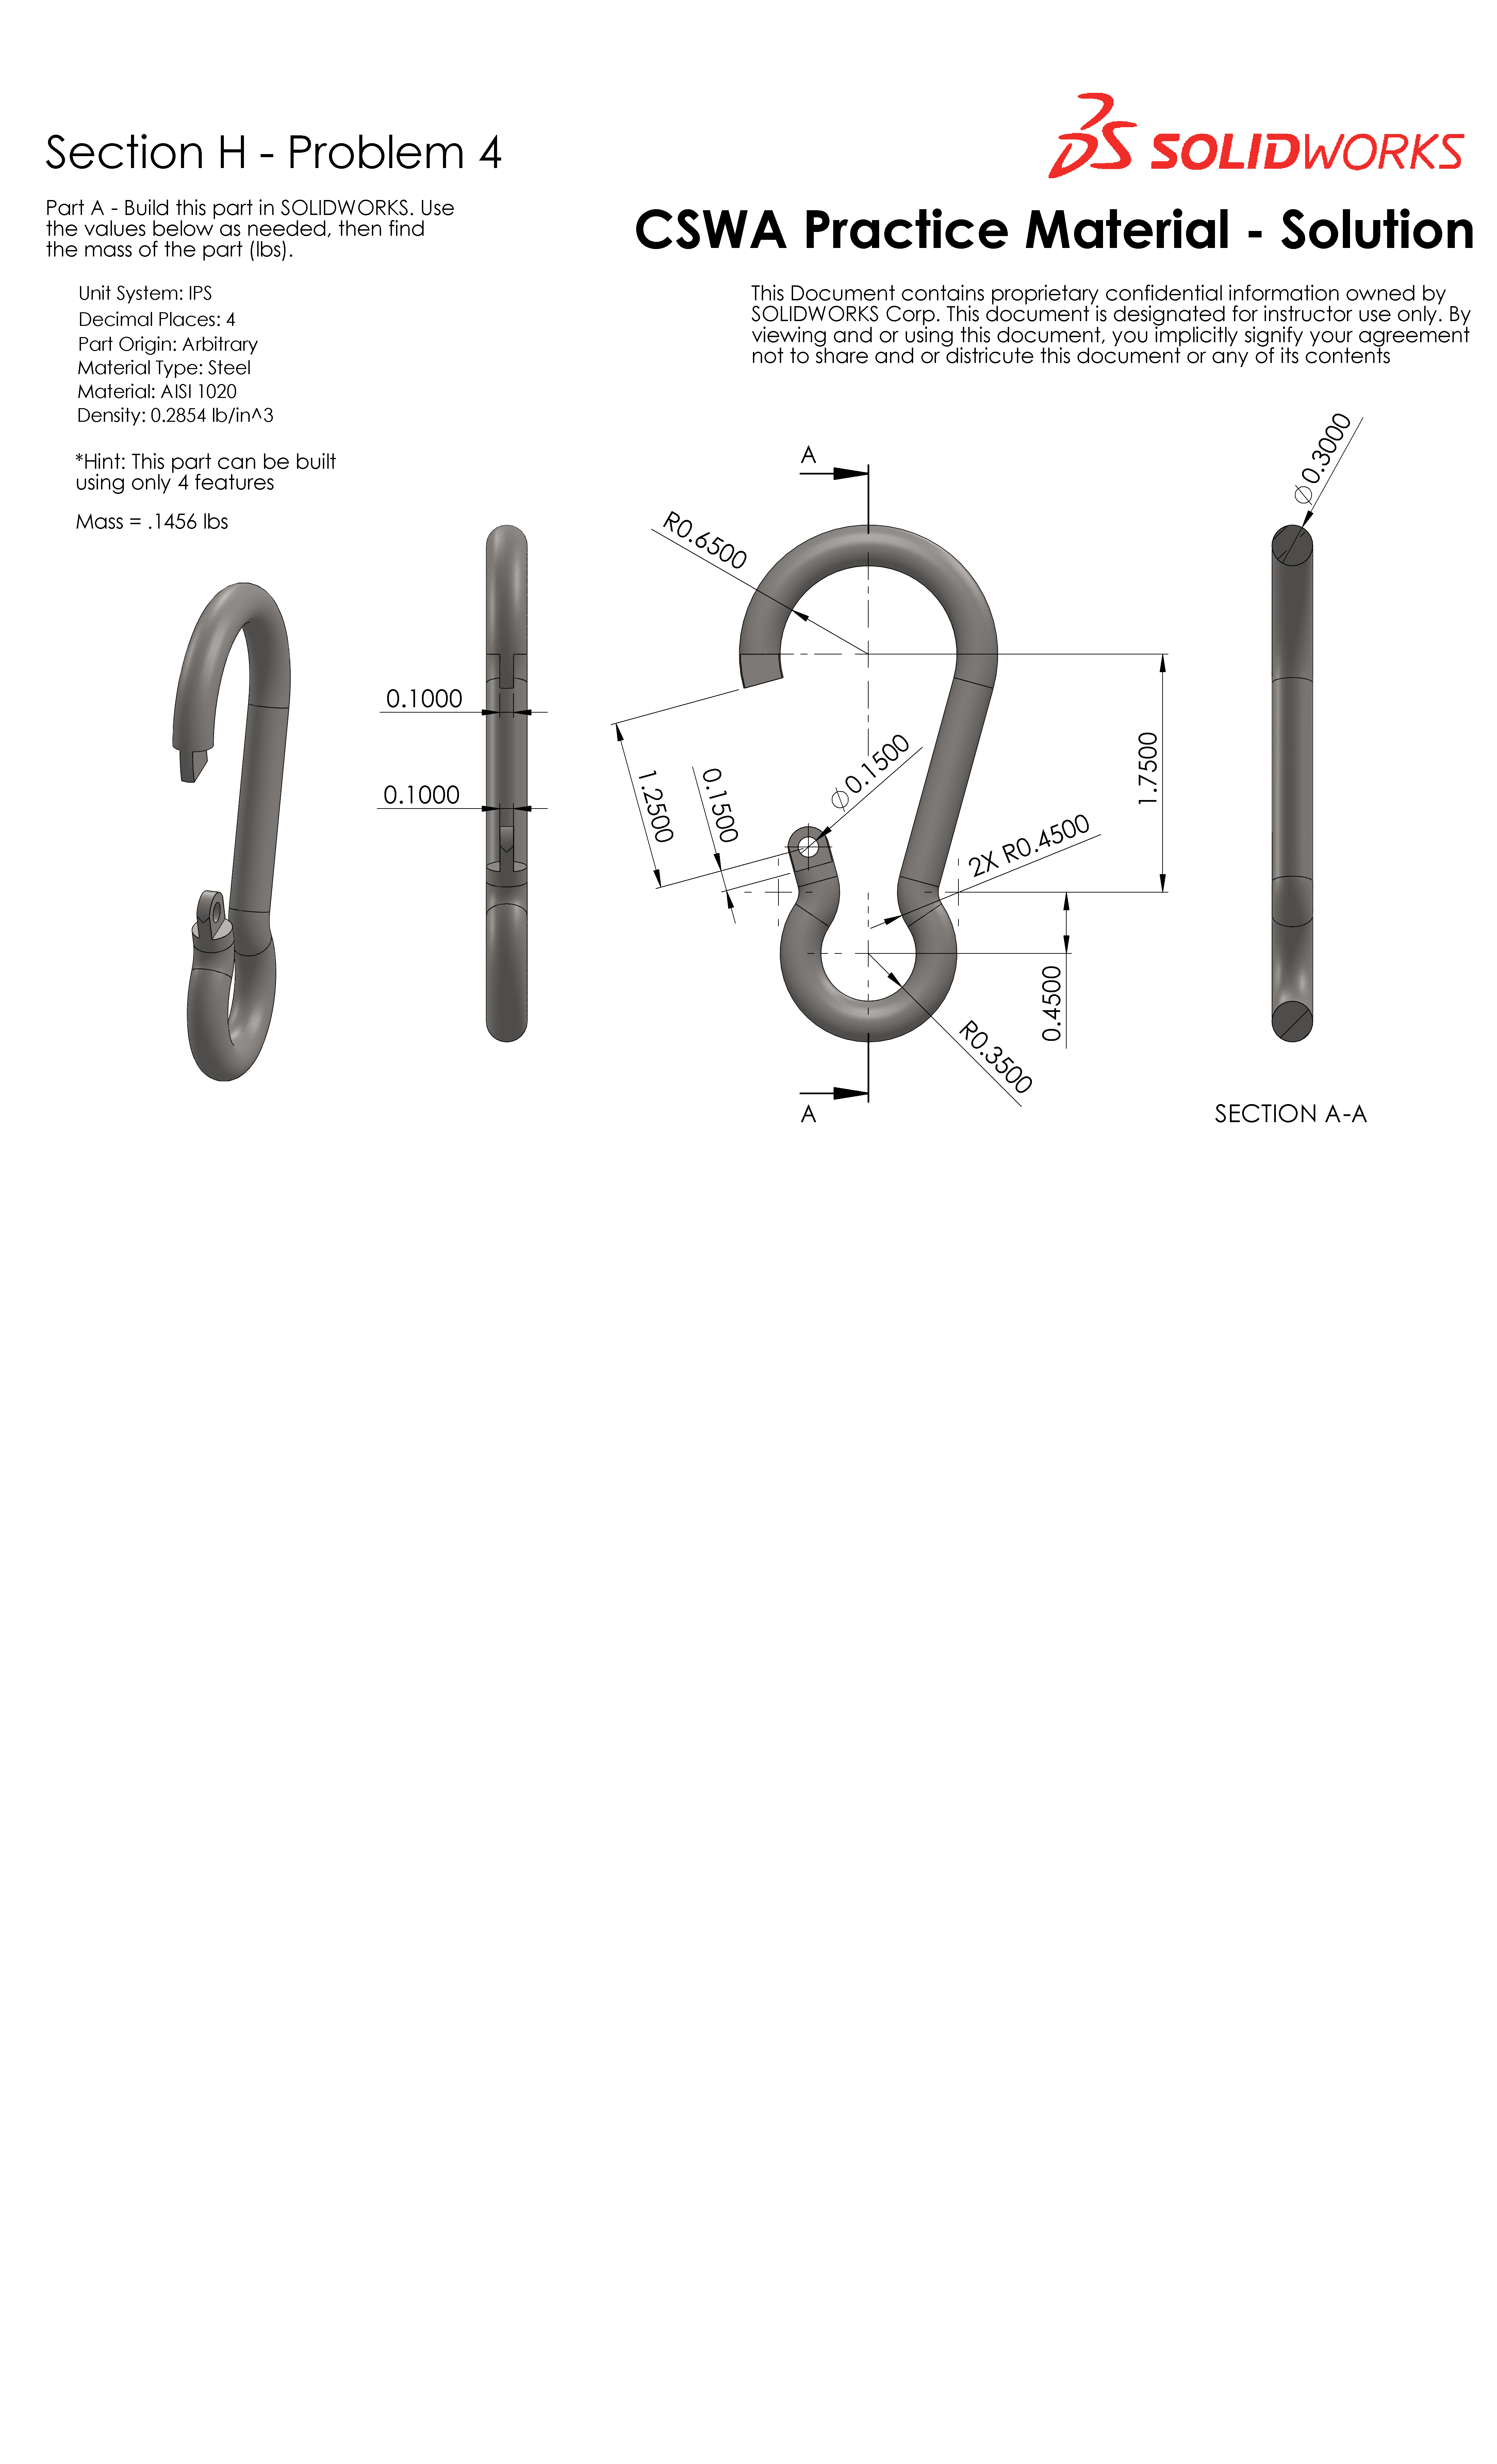 SOLIDWORKS
Section H - Problem 4
CSWA Practice Material - Solution
Part A - Build this part in SOLIDWORKS. Use
the values below as needed, then find
the mass of the part (lbs).
This Document contains proprietary confidential information owned by
SOLIDWORKS Corp. This document is designated for instructor use only. By
viewing and or using this document, you implicitly signify your agreement
not to share and or districute this document or any of its contents
Unit System: IPS
Decimal Places: 4
Part Origin: Arbitrary
Material Type: Steel
Material: AISI 1020
Density: 0.2854 lb/in^3
*Hint: This part can be built
using only 4 features
Mass = .1456 lbs
A
R0.6500
∅0.3000
0.1000
0.1000
1.2500
0.1500
∅0.1500
1.7500
2X R0.4500
0.4500
R0.3500
A
SECTION A-A